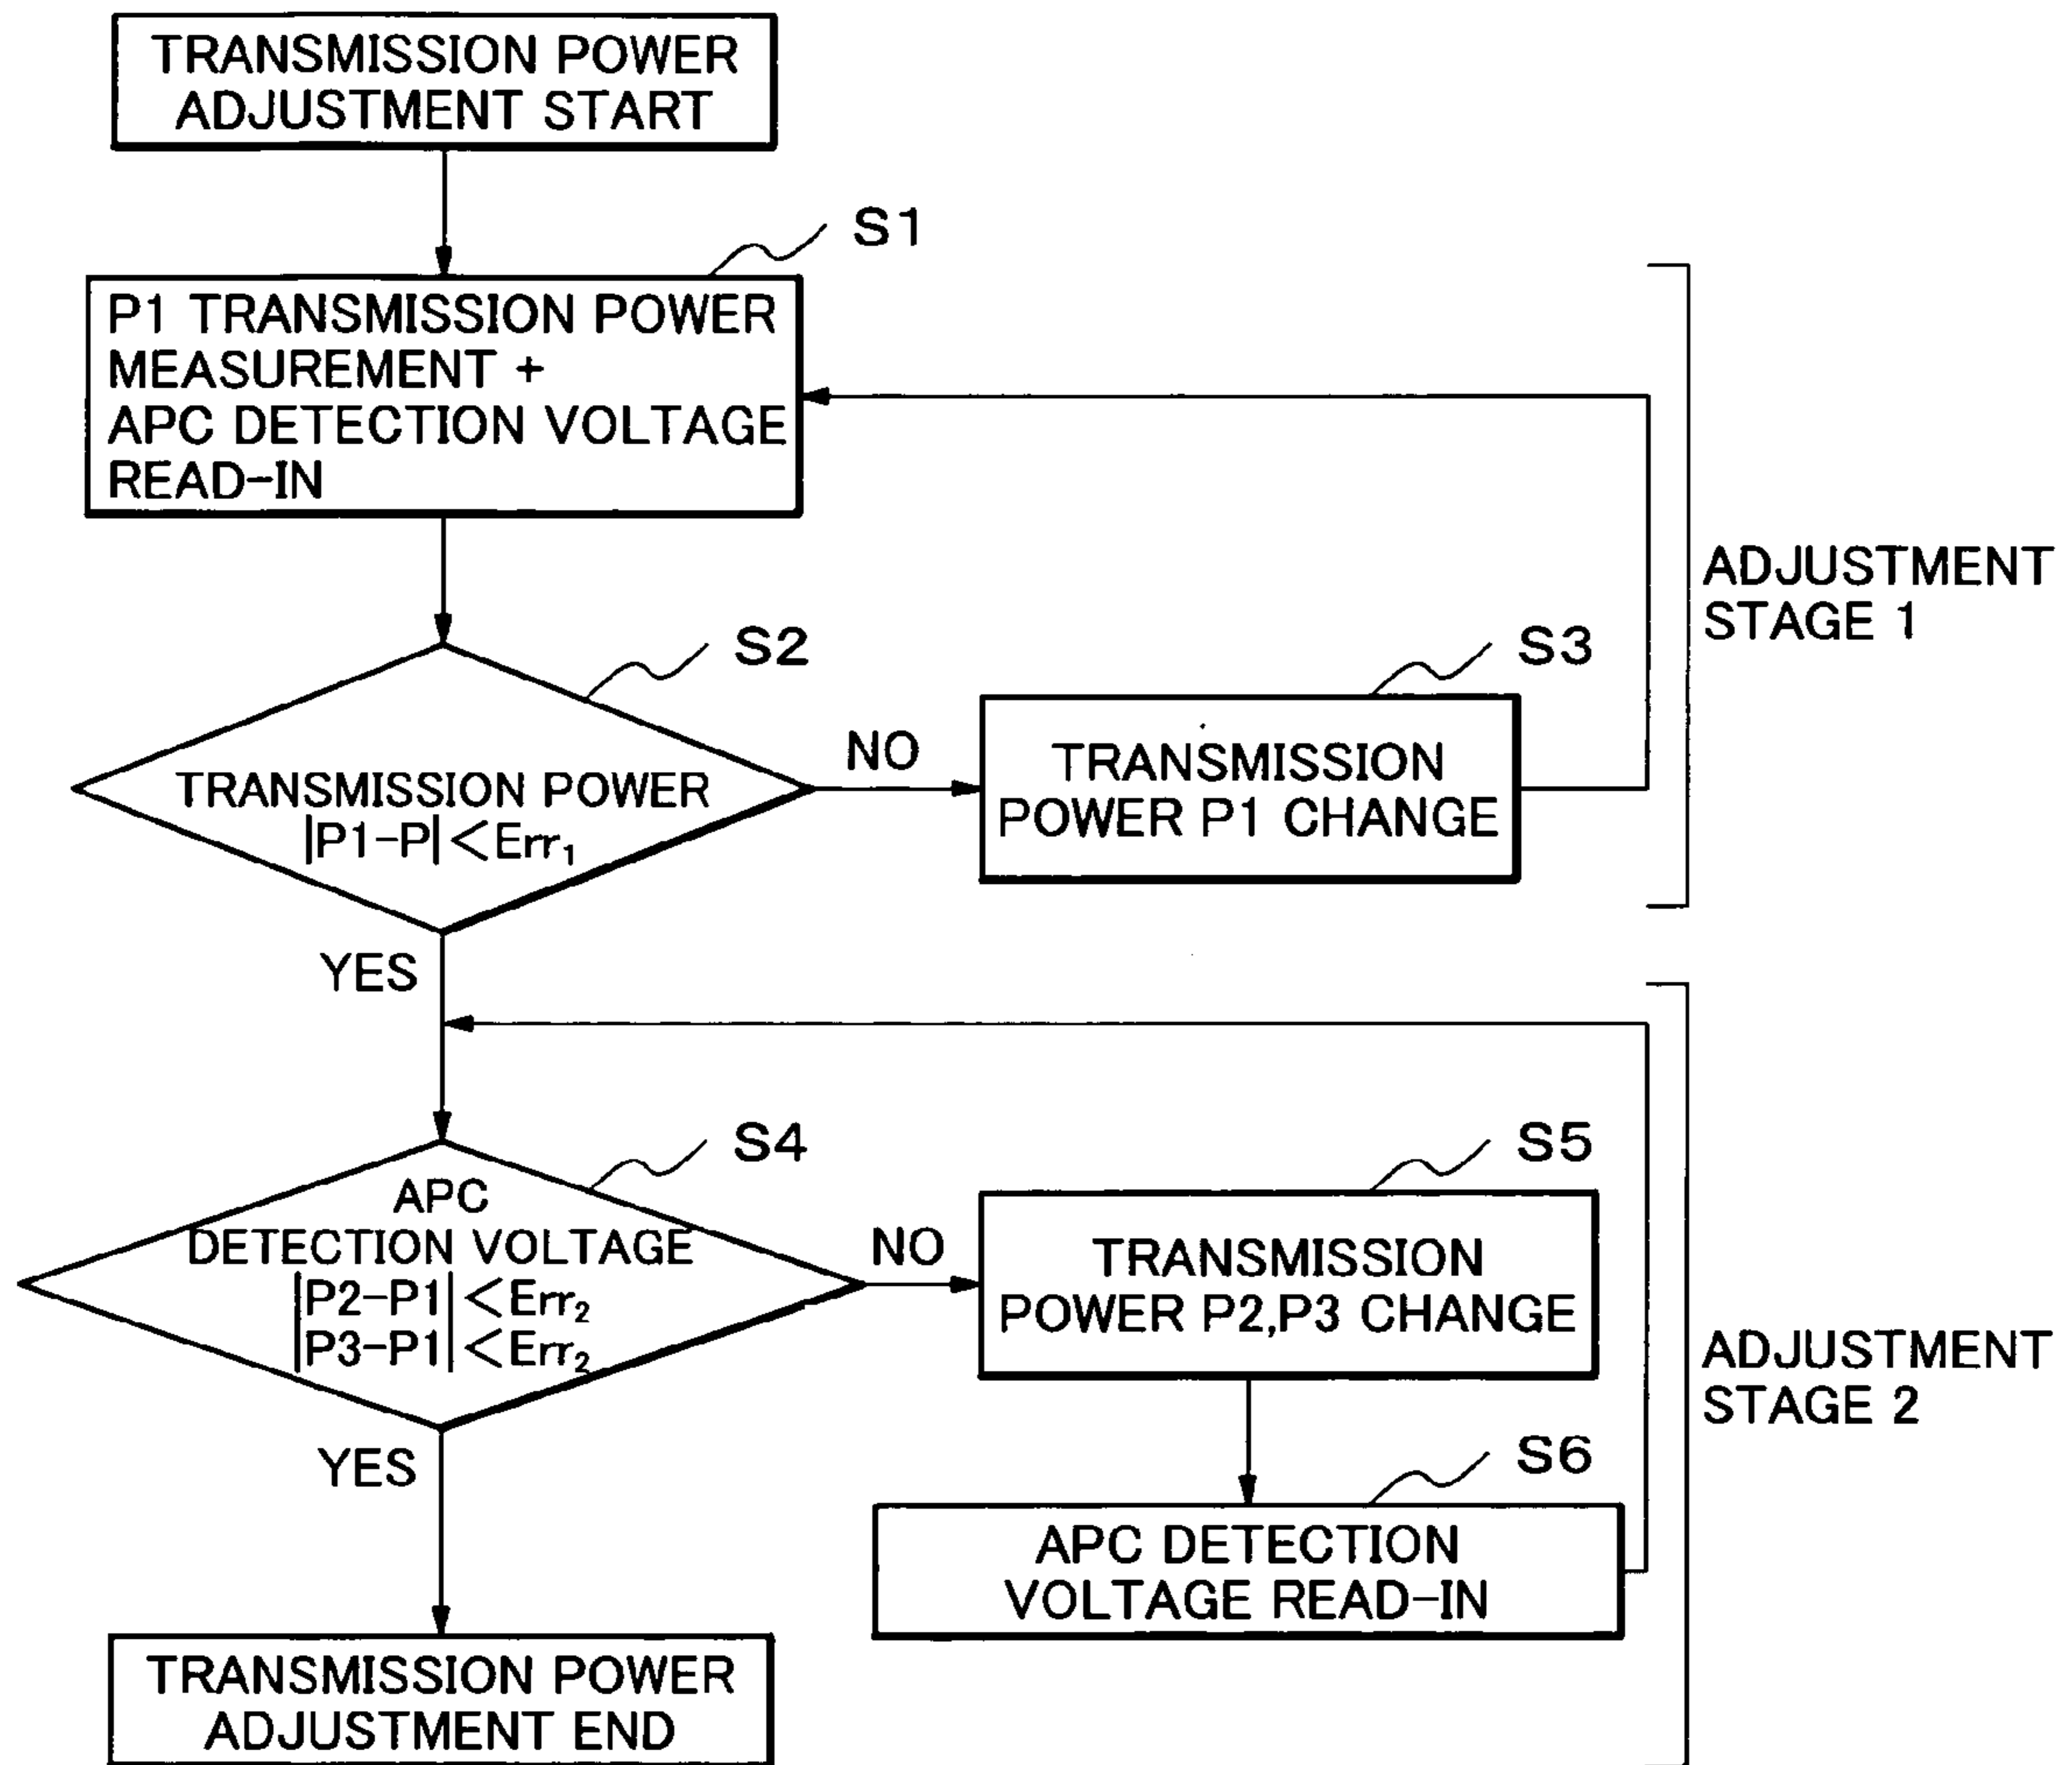 TRANSMISSION POWER
ADJUSTMENT START
S1
P1 TRANSMISSION POWER
MEASUREMENT +
APC DETECTION VOLTAGE
READ-IN
ADJUSTMENT
STAGE 1
S2
S3
TRANSMISSION POWER
|P1-P|<Err₁
NO
TRANSMISSION
POWER P1 CHANGE
YES
S4
S5
APC
DETECTION VOLTAGE
|P2-P1|<Err₂
|P3-P1|<Err₂
NO
TRANSMISSION
POWER P2,P3 CHANGE
ADJUSTMENT
STAGE 2
YES
S6
APC DETECTION
VOLTAGE READ-IN
TRANSMISSION POWER
ADJUSTMENT END